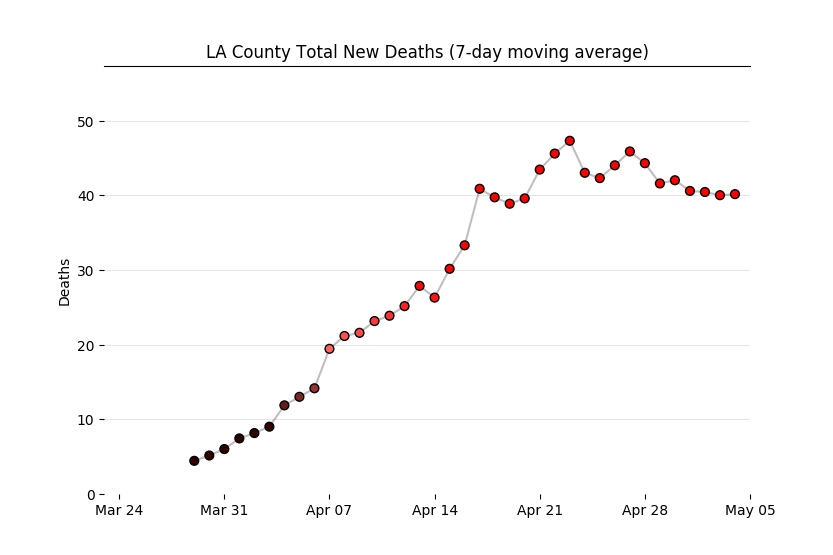 LA County Total New Deaths (7-day moving average)
50
40
30
20
10
0
Deaths
Mar 24 Mar 31 Apr 07 Apr 14 Apr 21 Apr 28 May 05